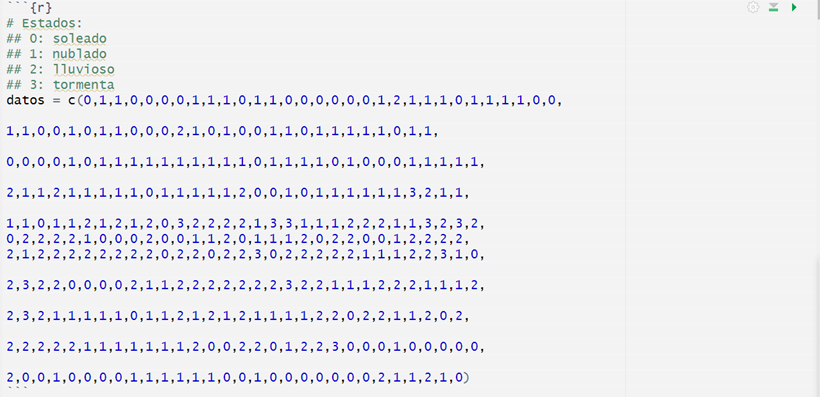 ```{r}
# Estados:
## 0: soleado
## 1: nublado
## 2: lluvioso
## 3: tormenta
datos = c(0,1,1,0,0,0,0,1,1,1,0,1,1,0,0,0,0,0,0,1,2,1,1,1,0,1,1,1,1,0,0,
1,1,0,0,1,0,1,1,0,0,0,2,1,0,1,0,0,1,1,0,1,1,1,1,1,0,1,1,
0,0,0,0,1,0,1,1,1,1,1,1,1,1,1,1,0,1,1,1,1,0,1,0,0,0,1,1,1,1,1,
2,1,1,2,1,1,1,1,1,0,1,1,1,1,1,2,0,0,1,0,1,1,1,1,1,1,3,2,1,1,
1,1,0,1,1,2,1,2,1,2,0,3,2,2,2,2,1,3,3,1,1,1,2,2,2,1,1,3,2,3,2,
0,2,2,2,2,1,0,0,0,2,0,0,1,1,2,0,1,1,1,2,0,2,2,0,0,1,2,2,2,2,
2,1,2,2,2,2,2,2,2,2,0,2,2,0,2,2,3,0,2,2,2,2,2,1,1,1,2,2,3,1,0,
2,3,2,2,0,0,0,0,2,1,1,2,2,2,2,2,2,2,3,2,2,1,1,1,2,2,2,1,1,1,2,
2,3,2,1,1,1,1,1,0,1,1,2,1,2,1,2,1,1,1,1,2,2,0,2,2,1,1,2,0,2,
2,2,2,2,2,1,1,1,1,1,1,1,2,0,0,2,2,0,1,2,2,3,0,0,0,1,0,0,0,0,0,
2,0,0,1,0,0,0,0,1,1,1,1,1,1,0,0,1,0,0,0,0,0,0,0,2,1,1,2,1,0)
```